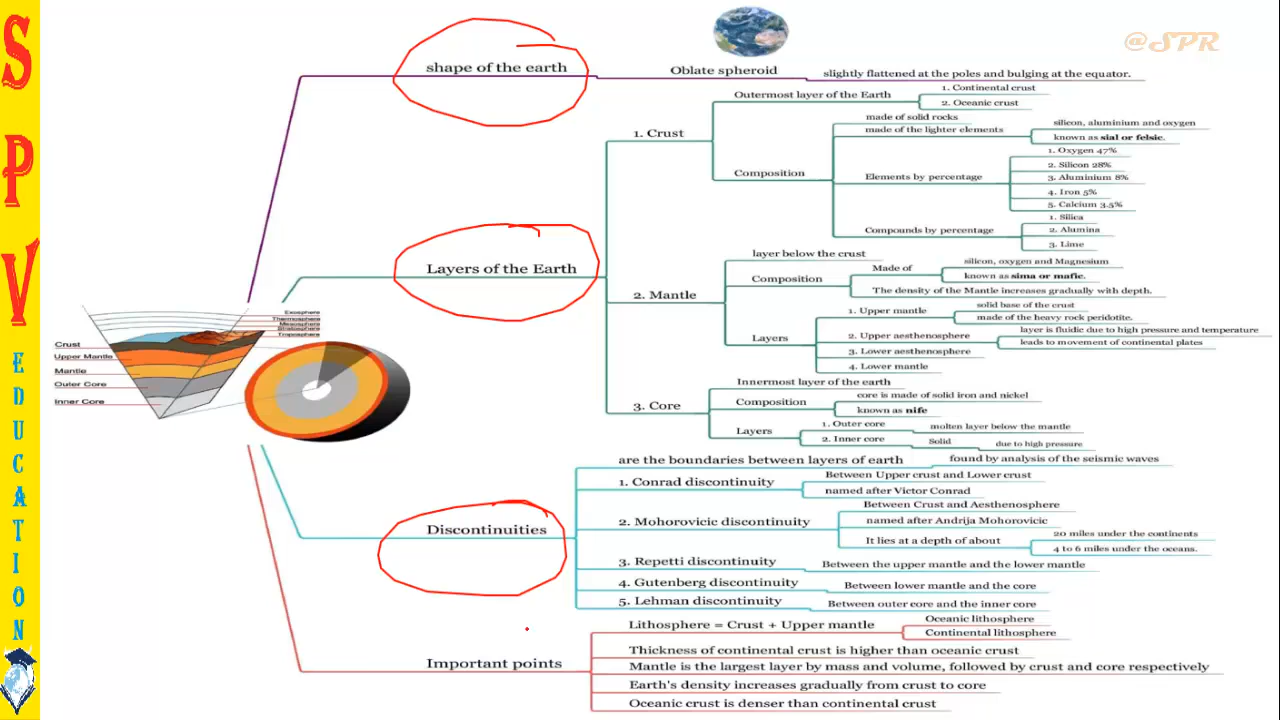 S
P
V
E
D
U
C
A
T
I
O
N
@SPR
shape of the earth
Oblate spheroid
slightly flattened at the poles and bulging at the equator.
Layers of the Earth
1. Crust
Outermost layer of the Earth
1. Continental crust
2. Oceanic crust
Composition
made of solid rocks
made of the lighter elements
silicon, aluminium and oxygen
known as sial or felsic.
Elements by percentage
1. Oxygen 47%
2. Silicon 28%
3. Aluminium 8%
4. Iron 5%
5. Calcium 3.5%
Compounds by percentage
1. Silica
2. Alumina
3. Lime
2. Mantle
layer below the crust
Composition
Made of
silicon, oxygen and Magnesium
known as sima or mafic.
The density of the Mantle increases gradually with depth.
Layers
1. Upper mantle
solid base of the crust
made of the heavy rock peridotite.
2. Upper aesthenosphere
layer is fluidic due to high pressure and temperature
leads to movement of continental plates
3. Lower aesthenosphere
4. Lower mantle
3. Core
Innermost layer of the earth
Composition
core is made of solid iron and nickel
known as nife
Layers
1. Outer core
molten layer below the mantle
2. Inner core
Solid
due to high pressure
Exosphere
Thermosphere
Mesosphere
Stratosphere
Troposphere
Crust
Upper Mantle
Mantle
Outer Core
Inner Core
Discontinuities
are the boundaries between layers of earth
found by analysis of the seismic waves
1. Conrad discontinuity
Between Upper crust and Lower crust
named after Victor Conrad
2. Mohorovicic discontinuity
Between Crust and Aesthenosphere
named after Andrija Mohorovicic
It lies at a depth of about
20 miles under the continents
4 to 6 miles under the oceans.
3. Repetti discontinuity
Between the upper mantle and the lower mantle
4. Gutenberg discontinuity
Between lower mantle and the core
5. Lehman discontinuity
Between outer core and the inner core
Important points
Lithosphere = Crust + Upper mantle
Oceanic lithosphere
Continental lithosphere
Thickness of continental crust is higher than oceanic crust
Mantle is the largest layer by mass and volume, followed by crust and core respectively
Earth's density increases gradually from crust to core
Oceanic crust is denser than continental crust